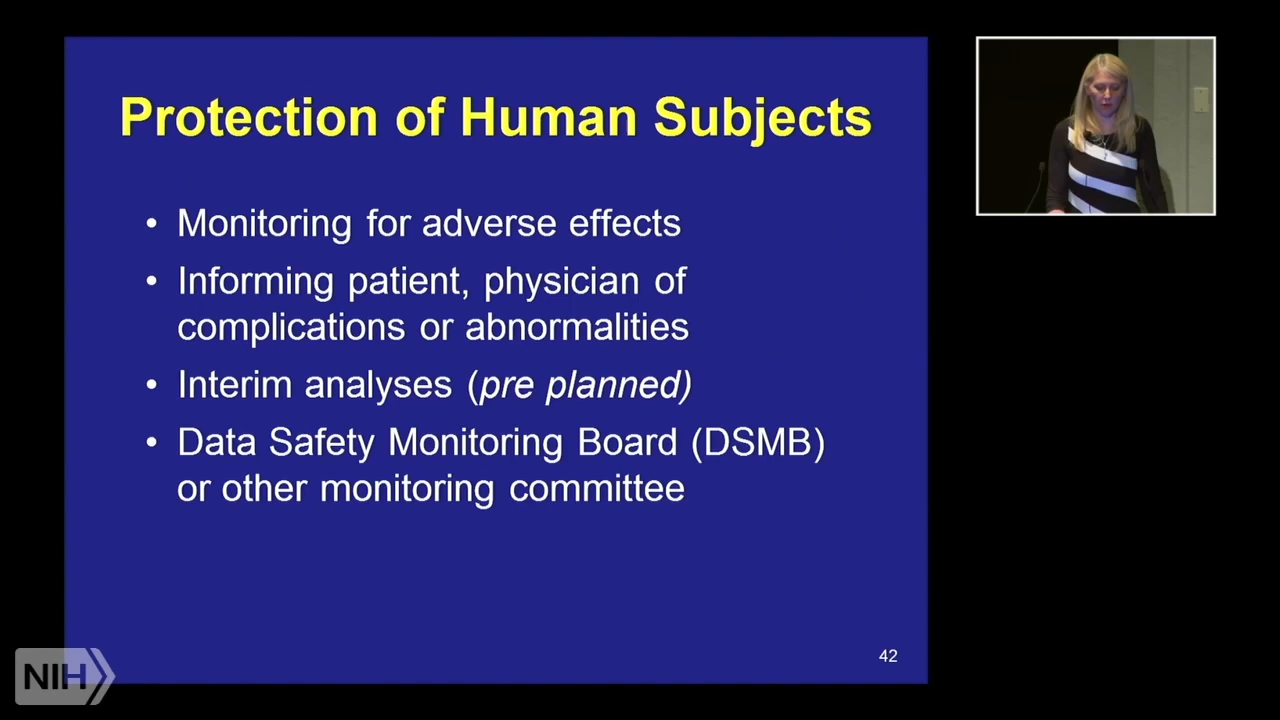 Protection of Human Subjects
• Monitoring for adverse effects
• Informing patient, physician of
complications or abnormalities
• Interim analyses (pre planned)
• Data Safety Monitoring Board (DSMB)
or other monitoring committee
42
NIH